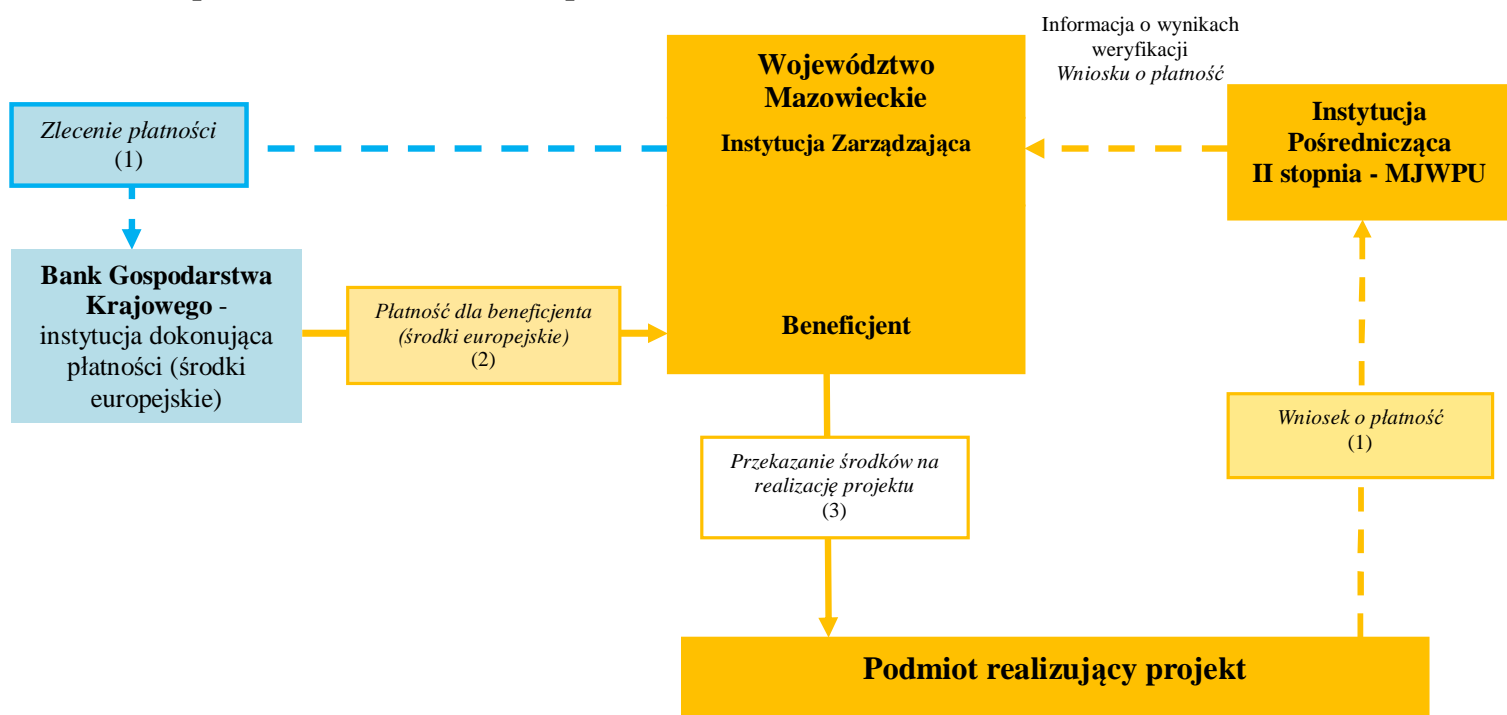 Informacja o wynikach
weryfikacji
Wniosku o płatność
Województwo
Mazowieckie
Instytucja Zarządzająca
Beneficjent
Instytucja
Pośrednicząca
II stopnia - MJWPU
Zlecenie płatności
(1)
Bank Gospodarstwa
Krajowego -
instytucja dokonująca
płatności (środki
europejskie)
Płatność dla beneficjenta
(środki europejskie)
(2)
Przekazanie środków na
realizację projektu
(3)
Wniosek o płatność
(1)
Podmiot realizujący projekt